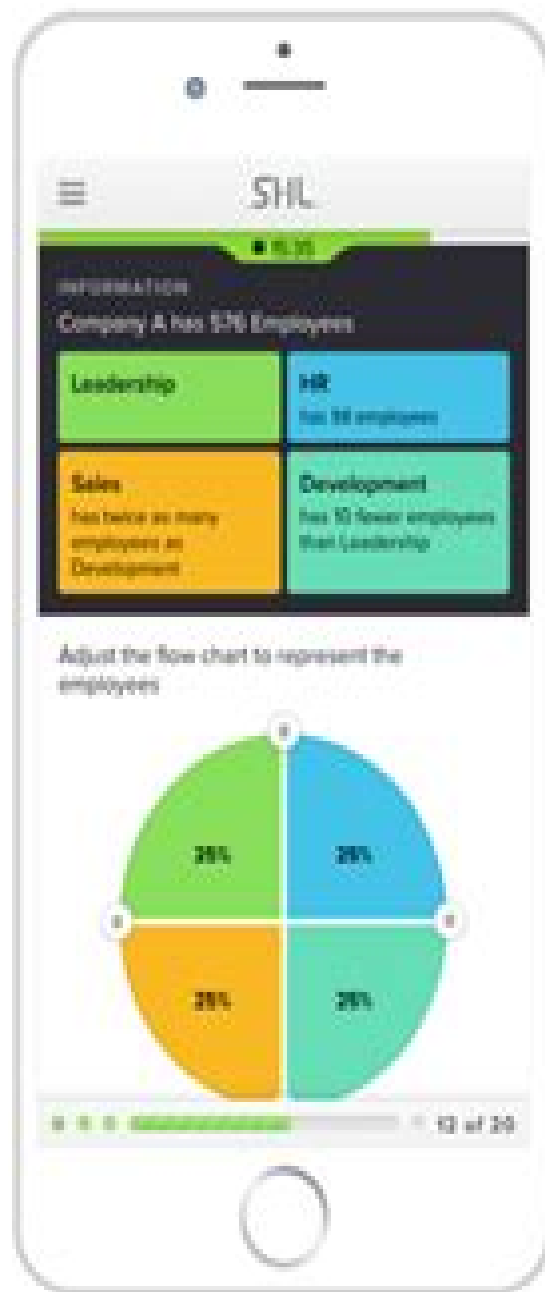 SHL
15:35
INFORMATION
Company A has 576 Employees
Leadership
HR
has employees
Sales
has twice as many
employees as
Development
Development
has 10 fewer employees
than Leadership
Adjust the flow chart to represent the
employees
25%
25%
25%
25%
12 of 20